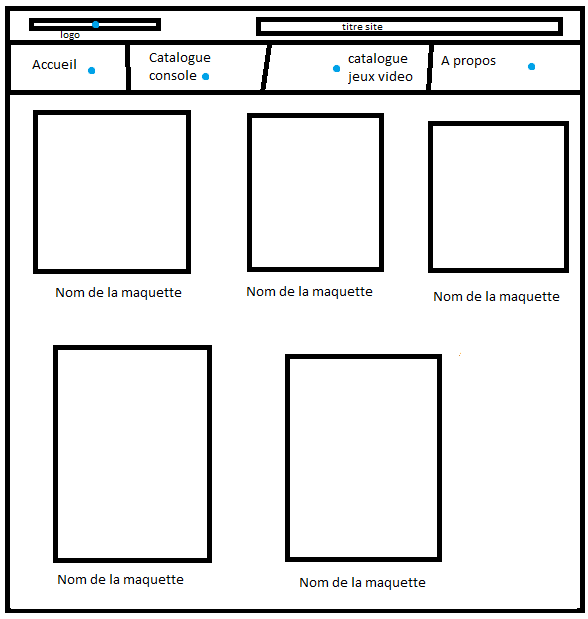 titre site
logo
Accueil
Catalogue
console
catalogue
jeux video
A propos
Nom de la maquette
Nom de la maquette
Nom de la maquette
Nom de la maquette
Nom de la maquette